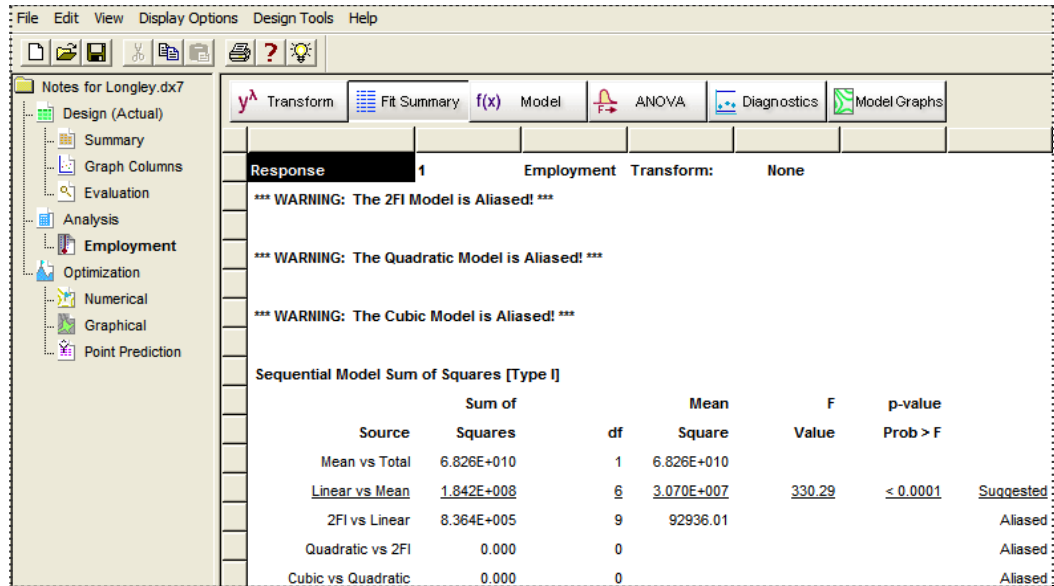 File Edit View Display Options Design Tools Help
Notes for Longley.dx7
Design (Actual)
Summary
Graph Columns
Evaluation
Analysis
Employment
Optimization
Numerical
Graphical
Point Prediction
yλ Transform Fit Summary f(x) Model ANOVA Diagnostics Model Graphs
Response 1 Employment Transform: None
*** WARNING: The 2FI Model is Aliased! ***
*** WARNING: The Quadratic Model is Aliased! ***
*** WARNING: The Cubic Model is Aliased! ***
Sequential Model Sum of Squares [Type I]
Sum of Mean F p-value
Source Squares df Square Value Prob > F
Mean vs Total 6.826E+010 1 6.826E+010
Linear vs Mean 1.842E+008 6 3.070E+007 330.29 < 0.0001 Suggested
2FI vs Linear 8.364E+005 9 92936.01 Aliased
Quadratic vs 2FI 0.000 0 Aliased
Cubic vs Quadratic 0.000 0 Aliased